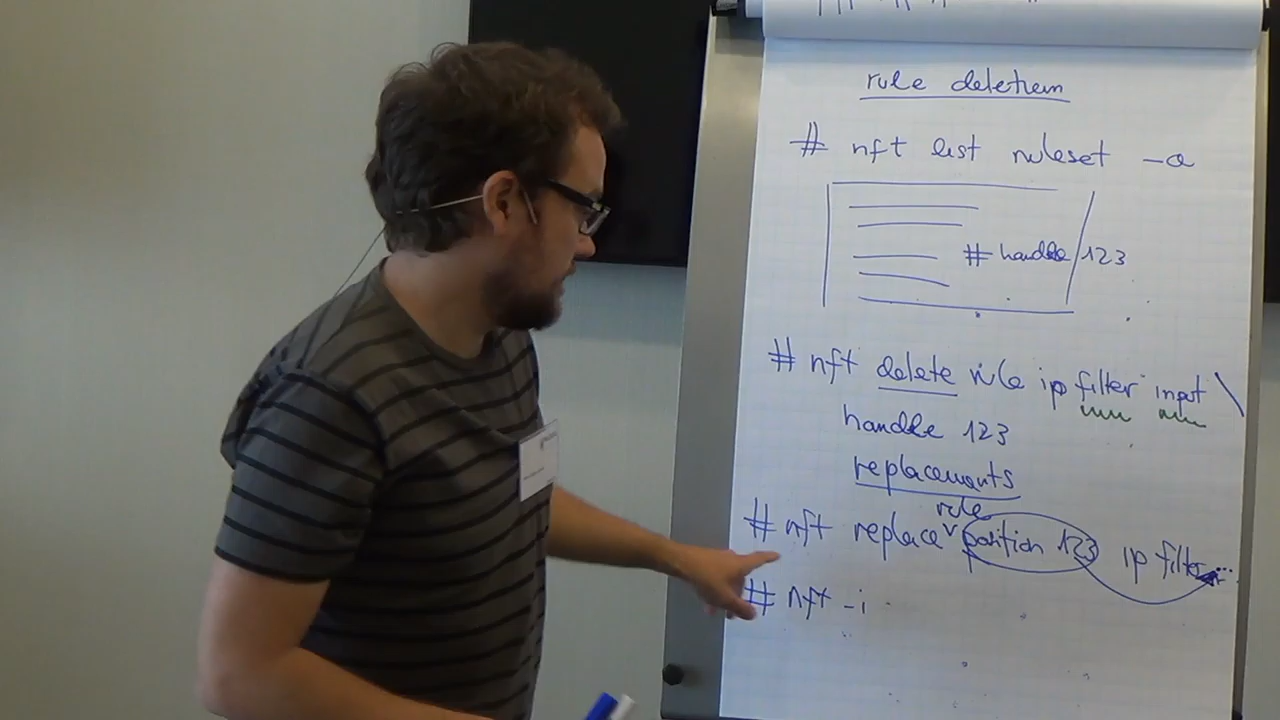 rule deletion
# nft list ruleset -a
# handle 123
# nft delete rule ip filter input \
handle 123
replacements
rule
# nft replace position 123 ip filter ...
# nft -i